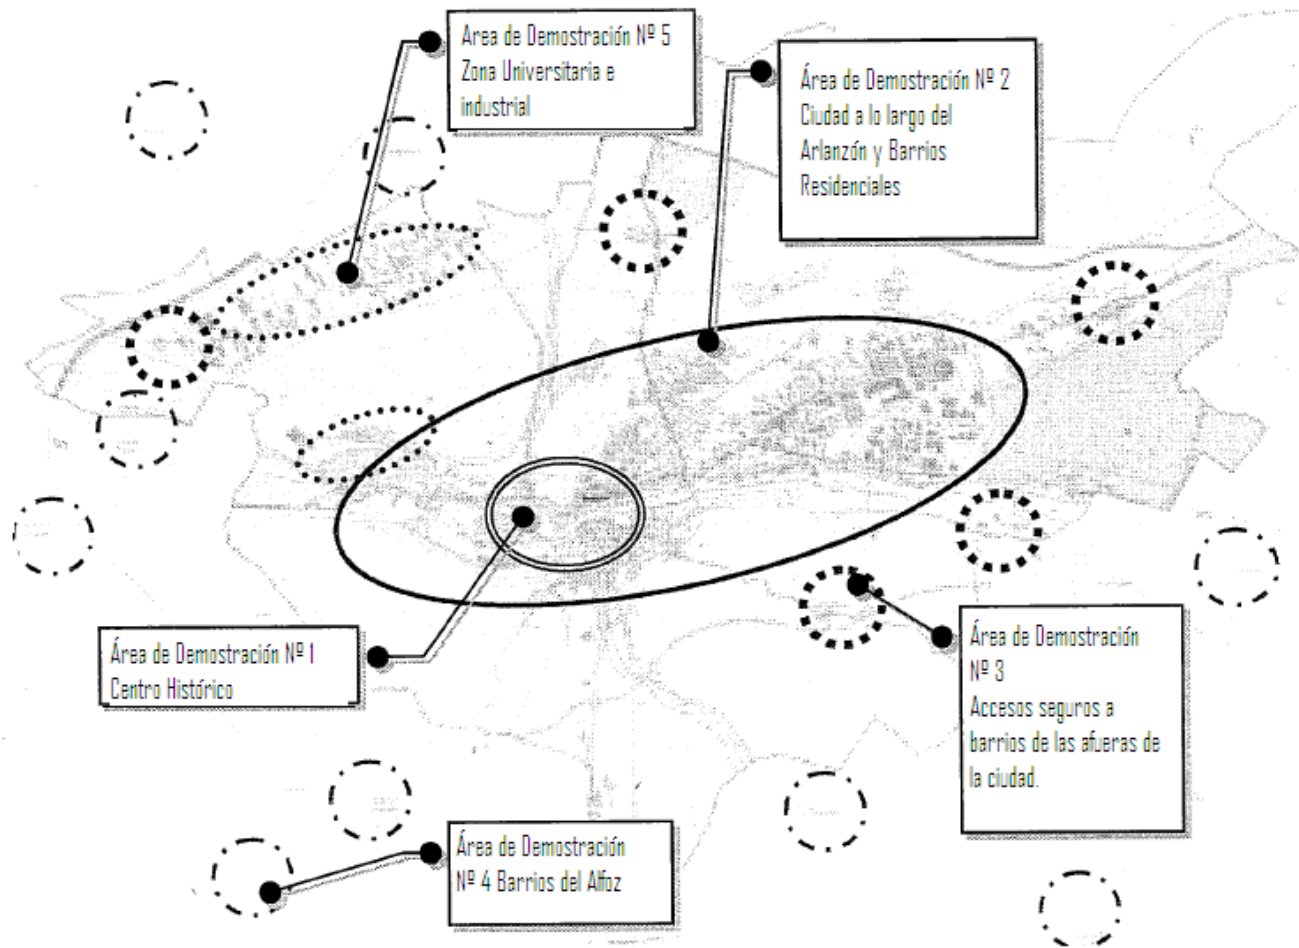 Area de Demostración Nº 5
Zona Universitaria e
industrial
Área de Demostración Nº 2
Ciudad a lo largo del
Arlanzón y Barrios
Residenciales
Área de Demostración Nº 1
Centro Histórico
Área de Demostración
Nº 3
Accesos seguros a
barrios de las afueras de
la ciudad.
Área de Demostración
Nº 4 Barrios del Alfoz